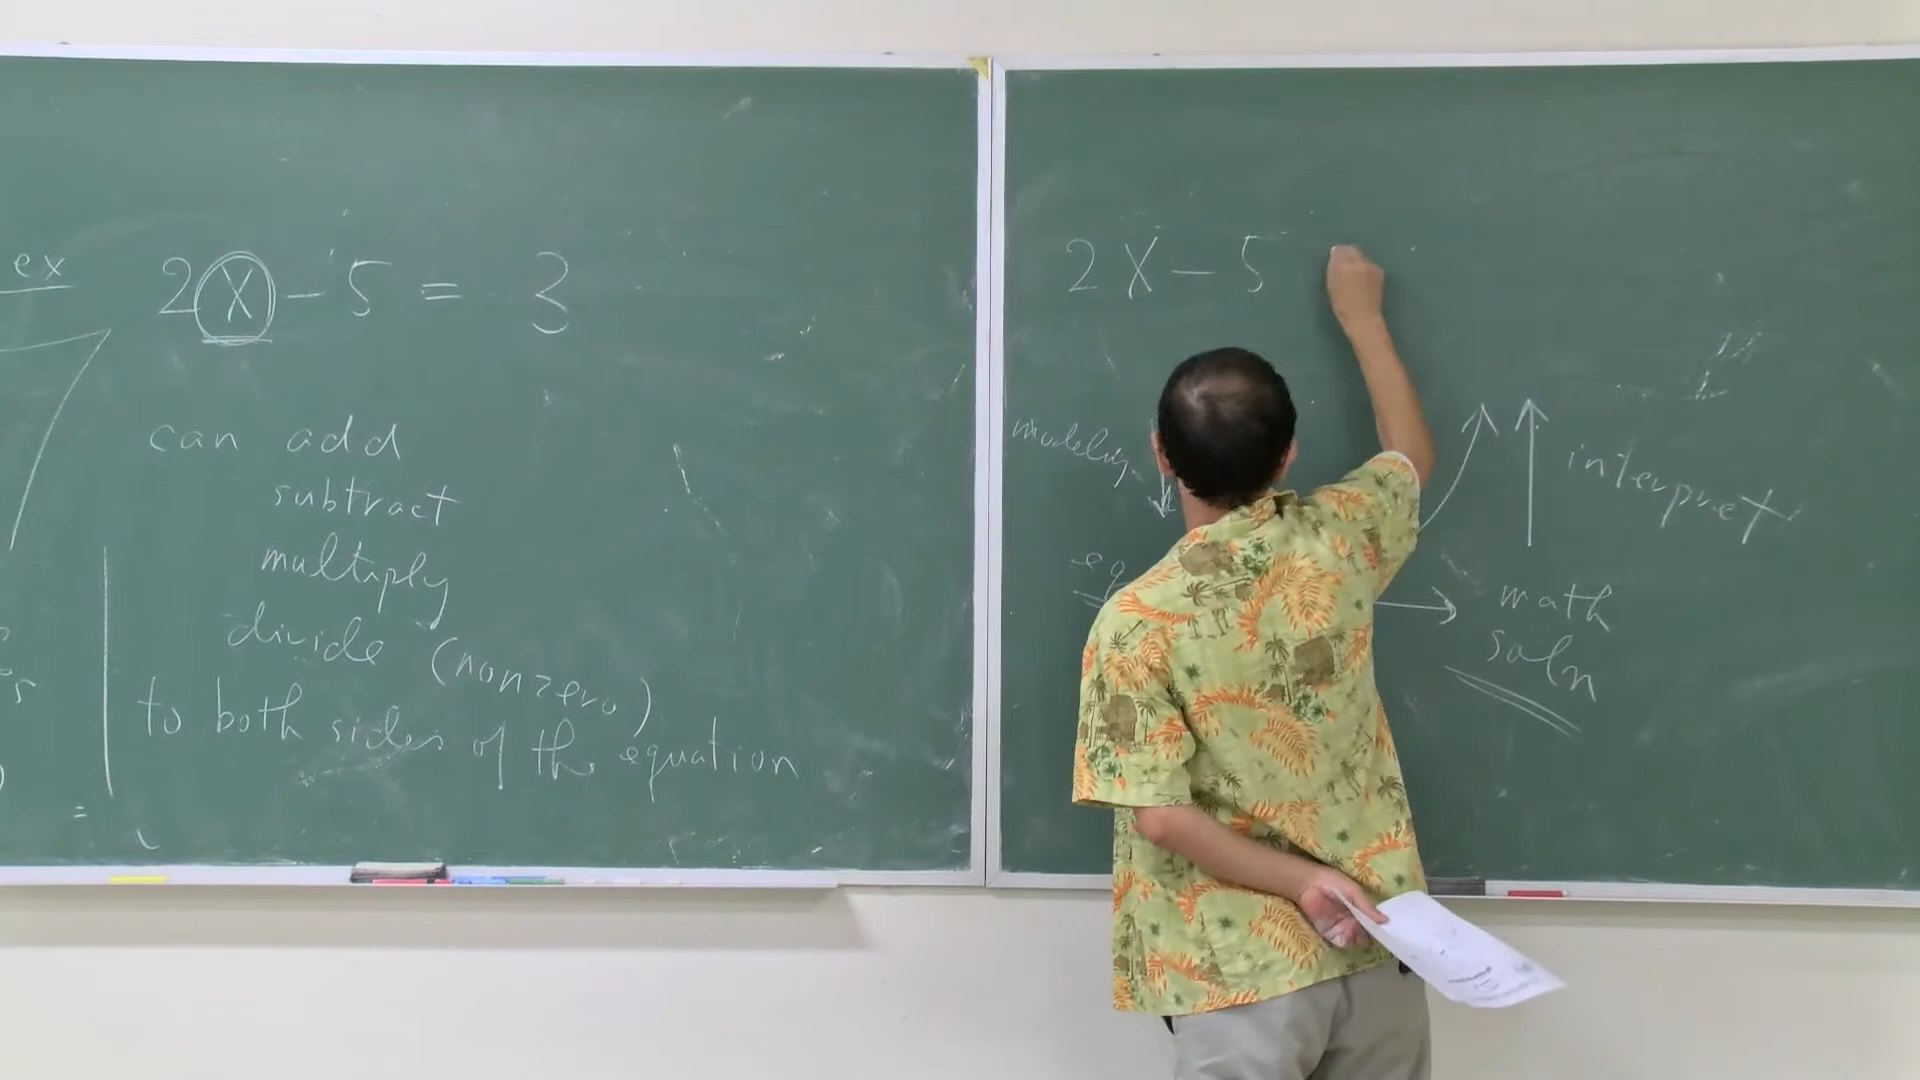 ex
2x - 5 = 3
can add
subtract
multiply
divide (nonzero)
to both sides of the equation
2x - 5
modeling
interpret
math
soln